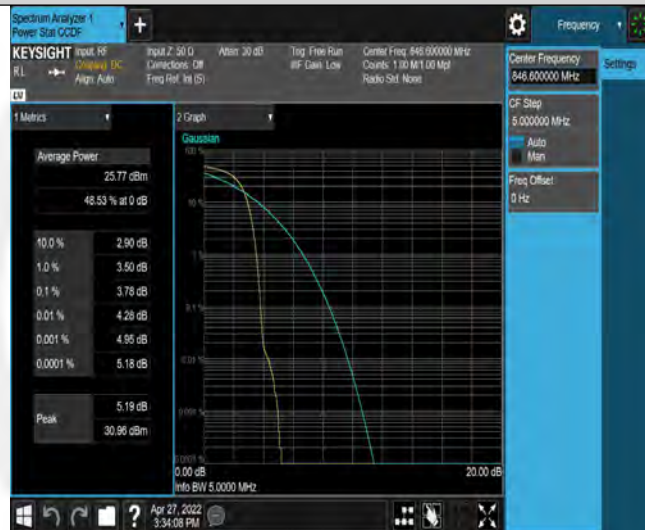 Spectrum Analyzer 1
Power Stat CCDF
+
Frequency
KEYSIGHT
Input: RF
Input Z: 50 Ω
Atten: 30 dB
Trig: Free Run
Center Freq: 846.600000 MHz
RL
Coupling: DC
Corrections: Off
#IF Gain: Low
Counts: 1.00 M/1.00 Mpt
Align: Auto
Freq Ref: Int (S)
Radio Std: None
1 Metrics
2 Graph
Gaussian
Average Power
25.77 dBm
48.53 % at 0 dB
10.0 %
2.90 dB
1.0 %
3.50 dB
0.1 %
3.78 dB
0.01 %
4.28 dB
0.001 %
4.95 dB
0.0001 %
5.18 dB
Peak
5.19 dB
30.96 dBm
100 %
10 %
1 %
0.1 %
0.01 %
0.001 %
0.0001 %
0.00 dB
20.00 dB
Info BW 5.0000 MHz
Center Frequency
846.600000 MHz
Settings
CF Step
5.000000 MHz
Auto
Man
Freq Offset
0 Hz
?
Apr 27, 2022
3:34:08 PM